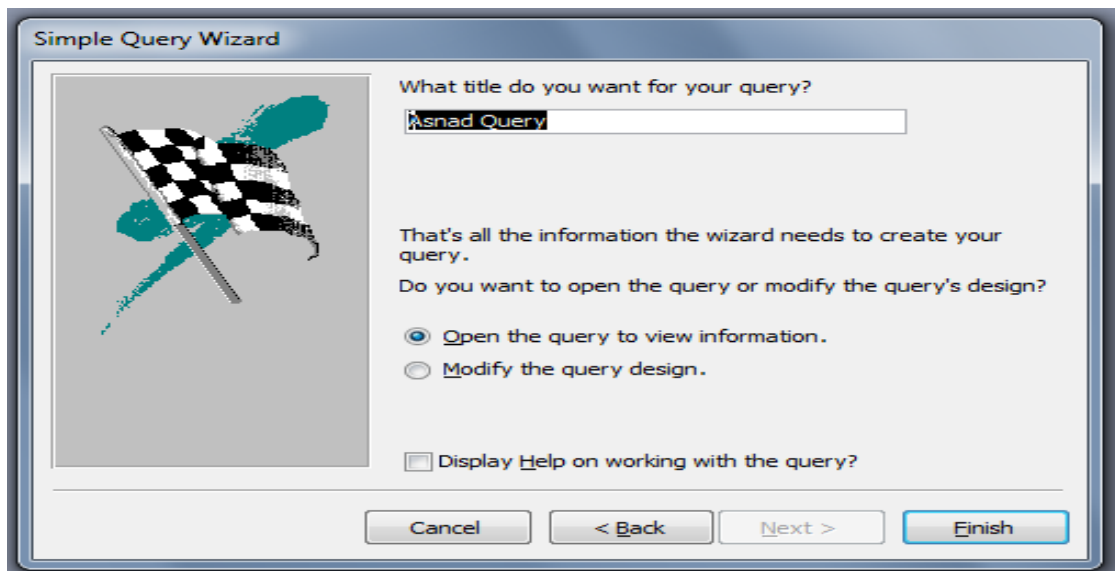 Simple Query Wizard
What title do you want for your query?
Asnad Query
That's all the information the wizard needs to create your
query.
Do you want to open the query or modify the query's design?
Open the query to view information.
Modify the query design.
Display Help on working with the query?
Cancel
< Back
Next >
Finish